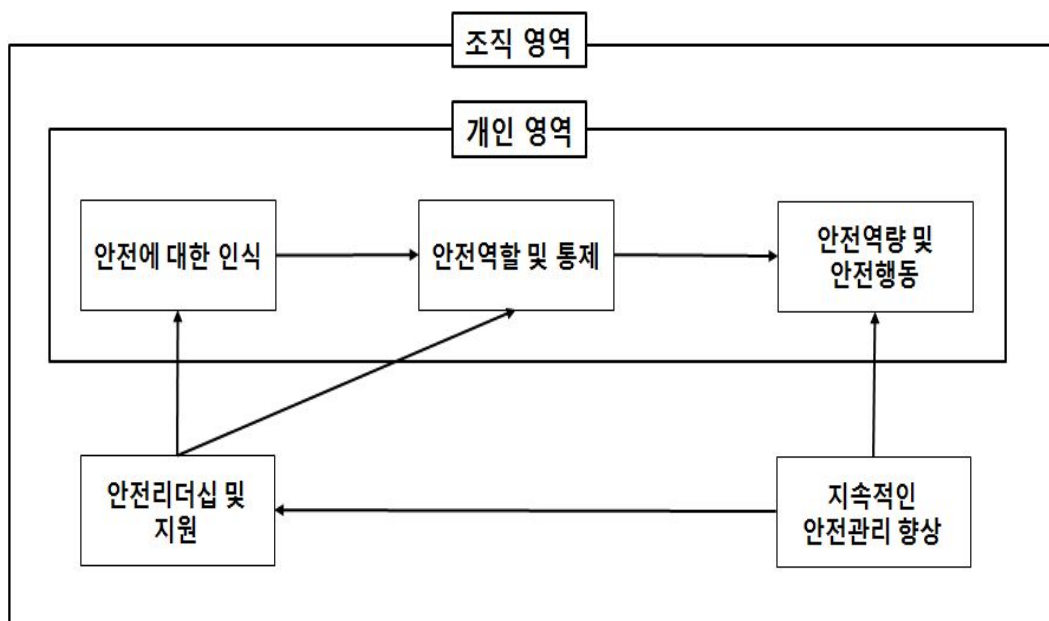 조직 영역
개인 영역
안전에 대한 인식
안전역할 및 통제
안전역량 및
안전행동
안전리더십 및
지원
지속적인
안전관리 향상